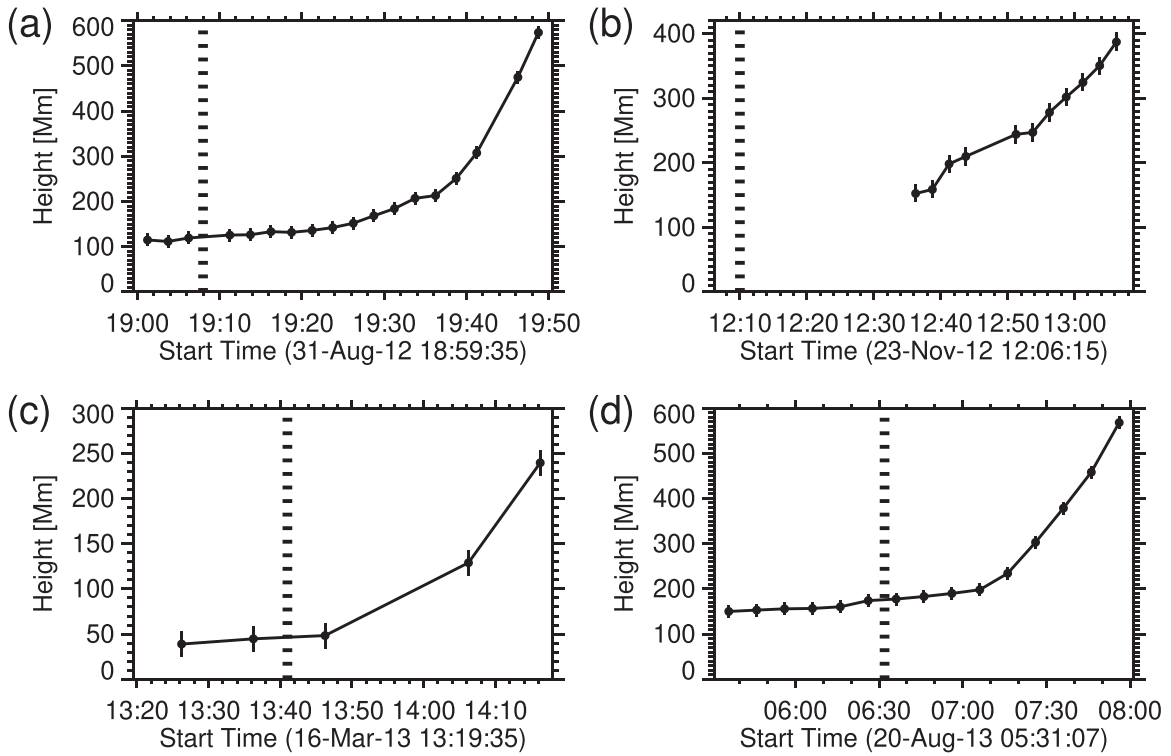 (a)
600
500
400
300
200
100
0
Height [Mm]
19:00 19:10 19:20 19:30 19:40 19:50
Start Time (31-Aug-12 18:59:35)
(b)
400
300
200
100
0
Height [Mm]
12:10 12:20 12:30 12:40 12:50 13:00
Start Time (23-Nov-12 12:06:15)
(c)
300
250
200
150
100
50
0
Height [Mm]
13:20 13:30 13:40 13:50 14:00 14:10
Start Time (16-Mar-13 13:19:35)
(d)
600
500
400
300
200
100
0
Height [Mm]
06:00 06:30 07:00 07:30 08:00
Start Time (20-Aug-13 05:31:07)